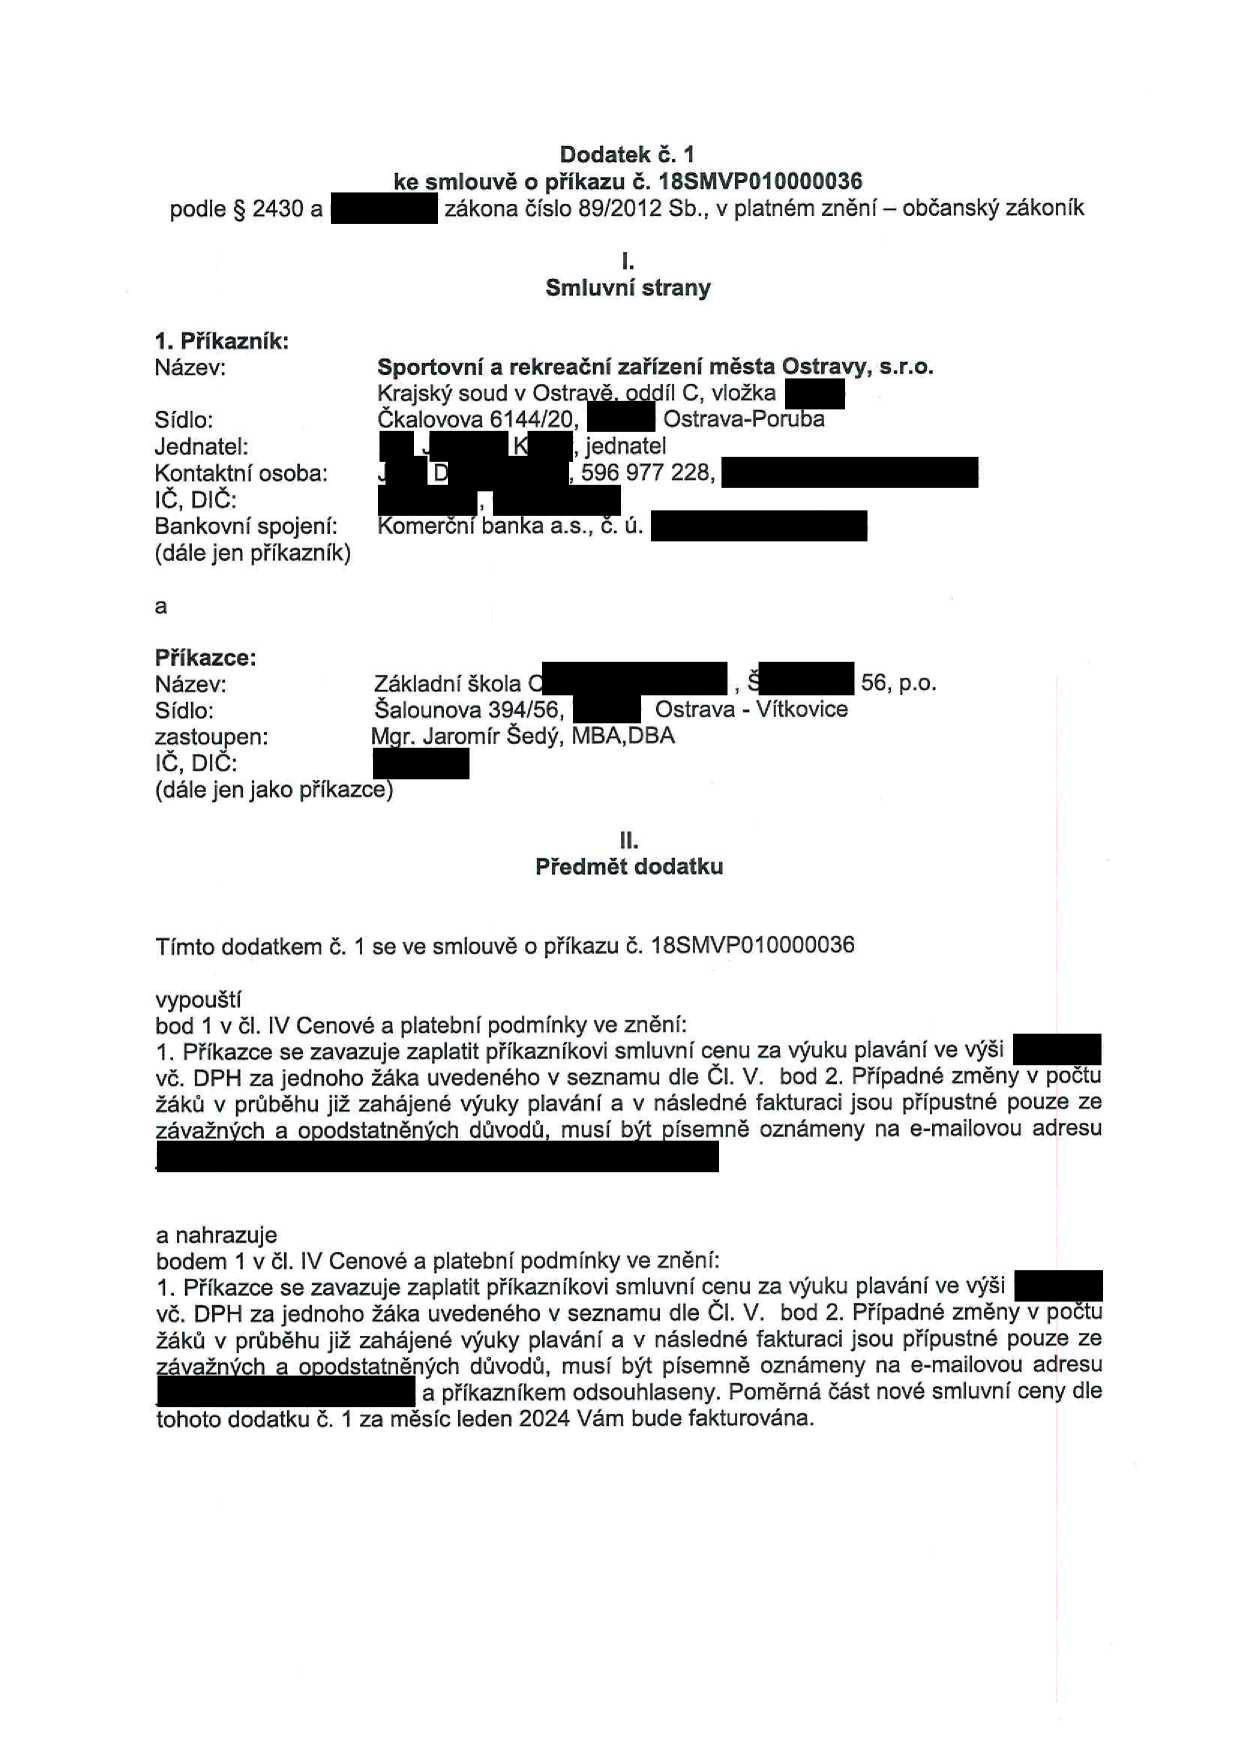 Dodatek č. 1
ke smlouvě o příkazu č. 18SMVP010000036
podle § 2430 a zákona číslo 89/2012 Sb., v platném znění – občanský zákoník
I.
Smluvní strany
1. Příkazník:
Název: Sportovní a rekreační zařízení města Ostravy, s.r.o.
Krajský soud v Ostravě, oddíl C, vložka
Sídlo: Čkalovova 6144/20, Ostrava-Poruba
Jednatel: K , jednatel
Kontaktní osoba: J D , 596 977 228,
IČ, DIČ: ,
Bankovní spojení: Komerční banka a.s., č. ú.
(dále jen příkazník)
a
Příkazce:
Název: Základní škola O , Š 56, p.o.
Sídlo: Šalounova 394/56, Ostrava - Vítkovice
zastoupen: Mgr. Jaromír Šedý, MBA,DBA
IČ, DIČ:
(dále jen jako příkazce)
II.
Předmět dodatku
Tímto dodatkem č. 1 se ve smlouvě o příkazu č. 18SMVP010000036
vypouští
bod 1 v čl. IV Cenové a platební podmínky ve znění:
1. Příkazce se zavazuje zaplatit příkazníkovi smluvní cenu za výuku plavání ve výši
vč. DPH za jednoho žáka uvedeného v seznamu dle Čl. V. bod 2. Případné změny v počtu
žáků v průběhu již zahájené výuky plavání a v následné fakturaci jsou přípustné pouze ze
závažných a opodstatněných důvodů, musí být písemně oznámeny na e-mailovou adresu
a nahrazuje
bodem 1 v čl. IV Cenové a platební podmínky ve znění:
1. Příkazce se zavazuje zaplatit příkazníkovi smluvní cenu za výuku plavání ve výši
vč. DPH za jednoho žáka uvedeného v seznamu dle Čl. V. bod 2. Případné změny v počtu
žáků v průběhu již zahájené výuky plavání a v následné fakturaci jsou přípustné pouze ze
závažných a opodstatněných důvodů, musí být písemně oznámeny na e-mailovou adresu
a příkazníkem odsouhlaseny. Poměrná část nové smluvní ceny dle
tohoto dodatku č. 1 za měsíc leden 2024 Vám bude fakturována.